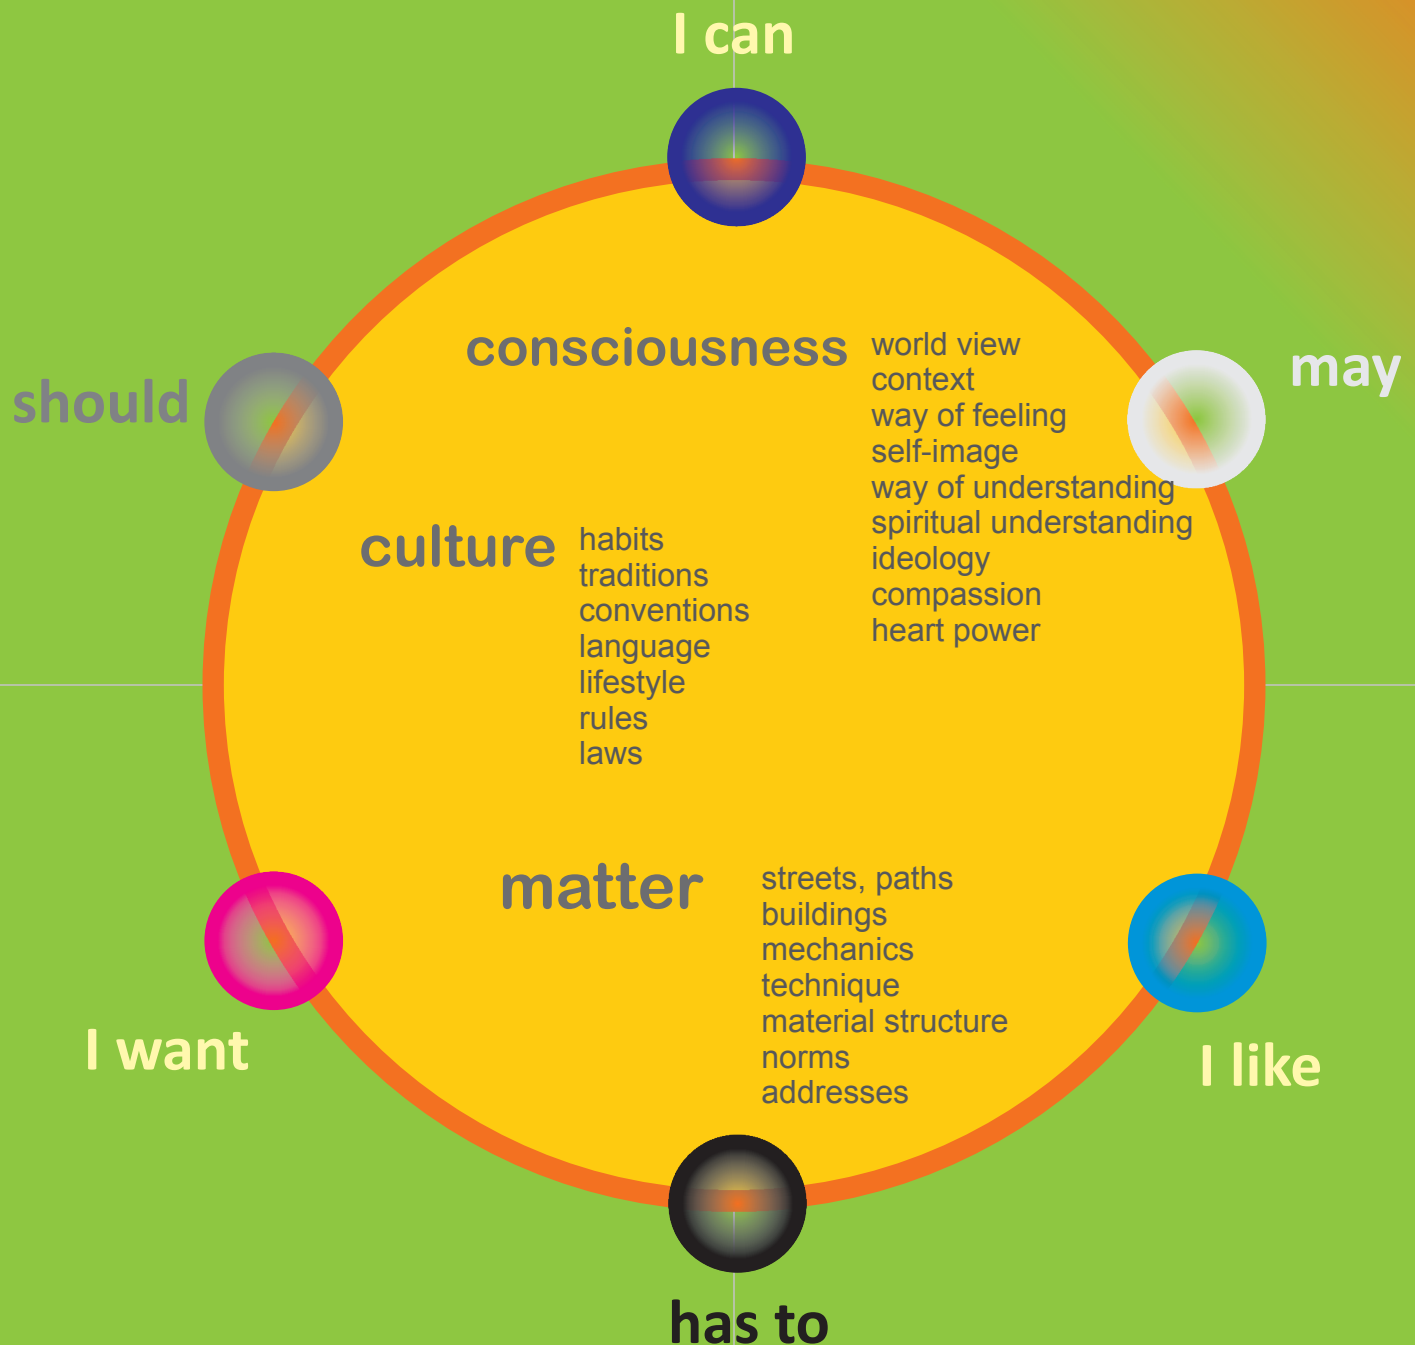 I can
should
may
consciousness
world view
context
way of feeling
self-image
way of understanding
spiritual understanding
ideology
compassion
heart power
culture
habits
traditions
conventions
language
lifestyle
rules
laws
matter
streets, paths
buildings
mechanics
technique
material structure
norms
addresses
I want
I like
has to